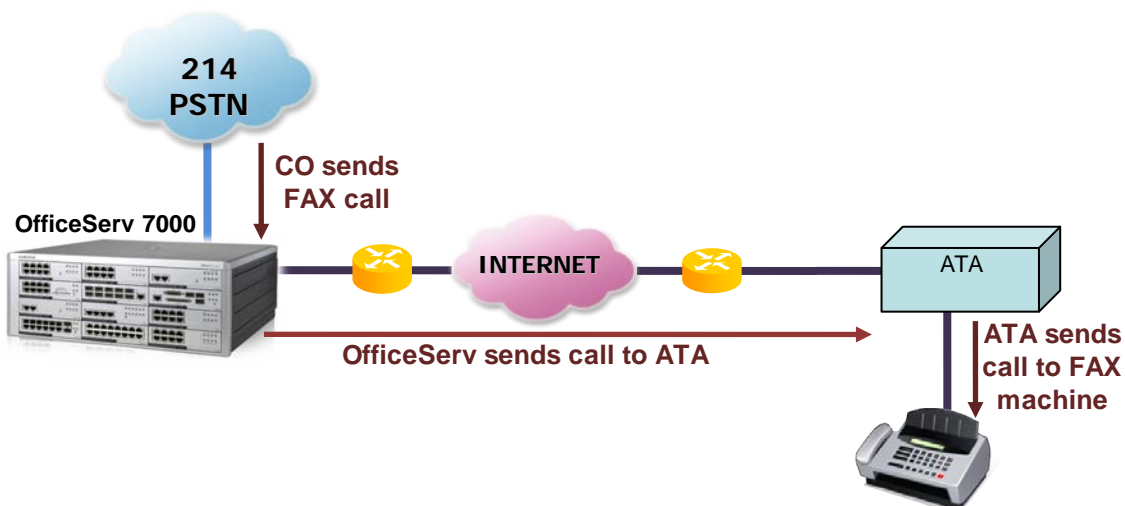 214
PSTN
CO sends
FAX call
OfficeServ 7000
INTERNET
ATA
OfficeServ sends call to ATA
ATA sends
call to FAX
machine